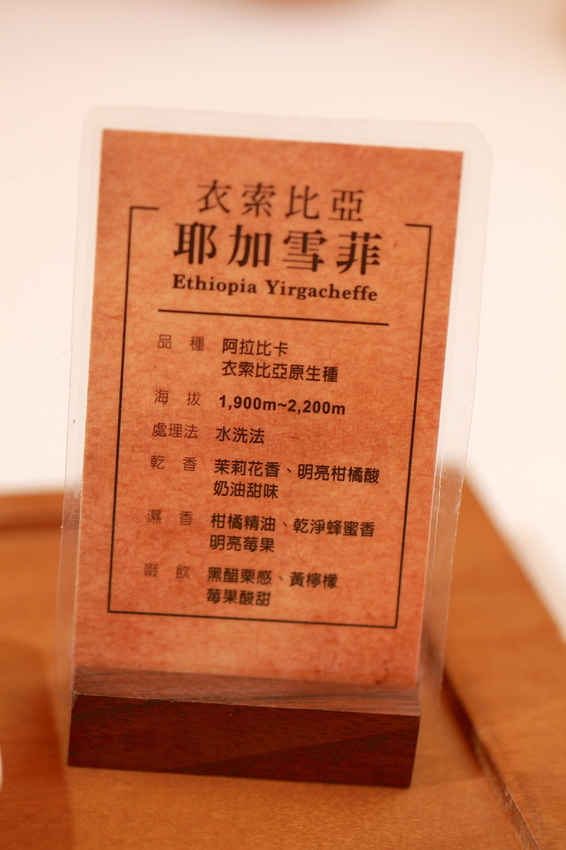 衣索比亞
耶加雪菲
Ethiopia Yirgacheffe
品種 阿拉比卡
衣索比亞原生種
海拔 1,900m~2,200m
處理法 水洗法
乾香 茉莉花香、明亮柑橘酸
奶油甜味
濕香 柑橘精油、乾淨蜂蜜香
明亮莓果
啜飲 黑醋栗感、黃檸檬
莓果酸甜